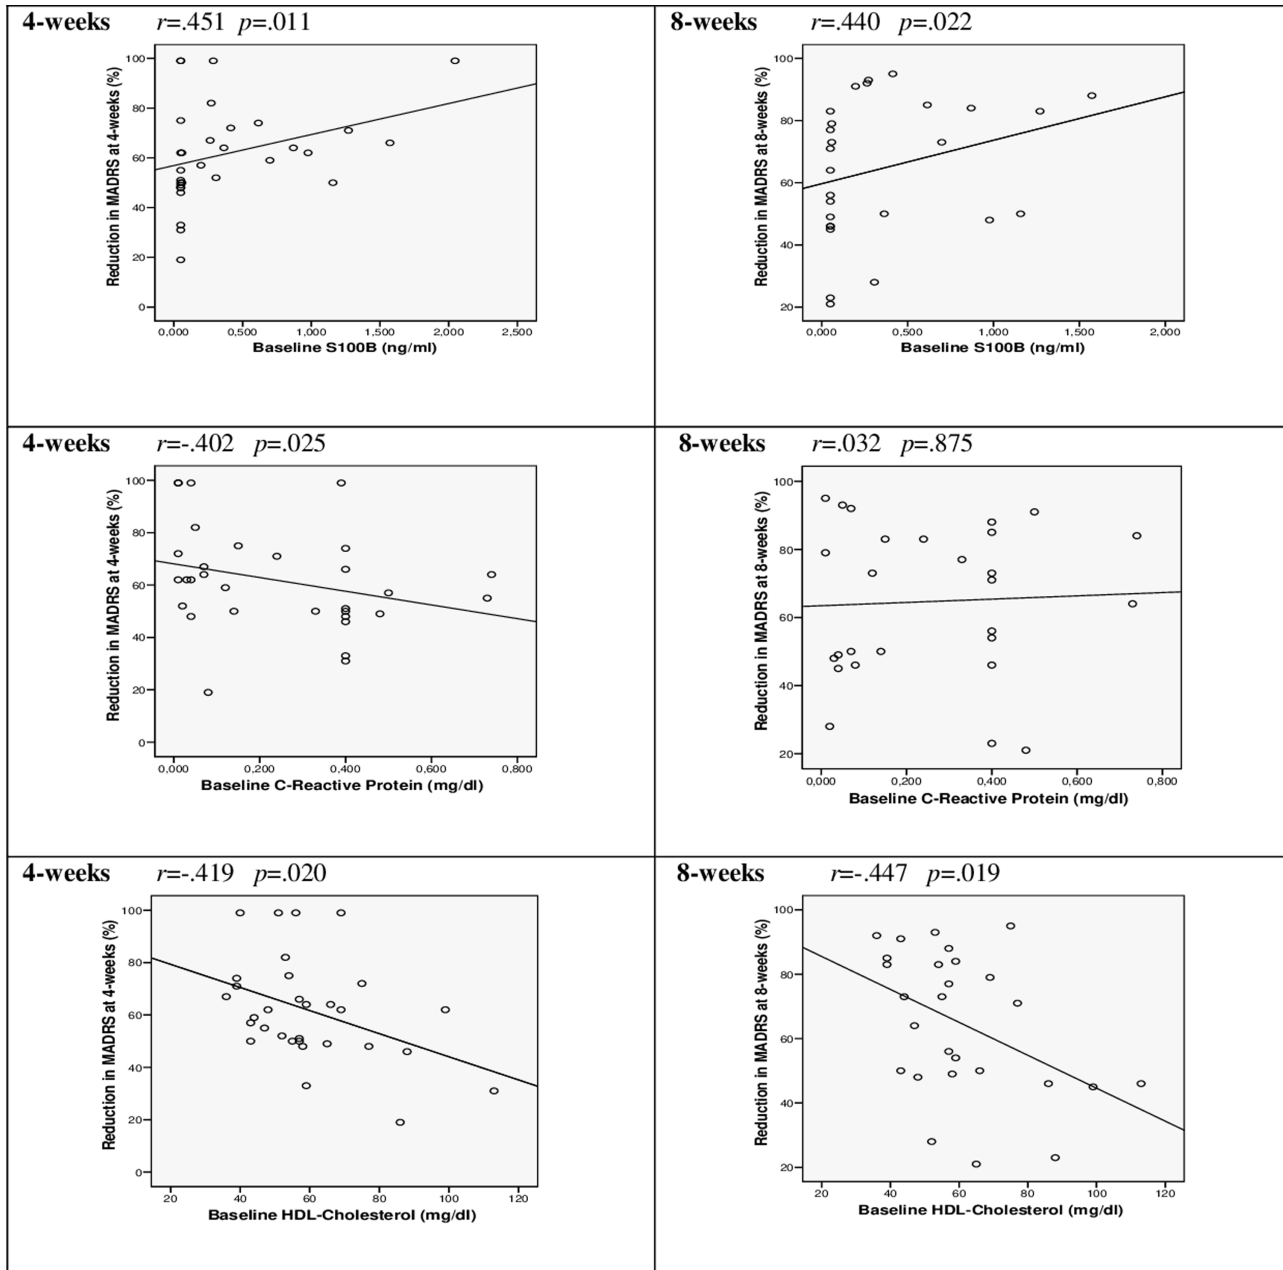 4-weeks r=.451 p=.011
Reduction in MADRS at 4-weeks (%)
100
80
60
40
20
0
0,000 0,500 1,000 1,500 2,000 2,500
Baseline S100B (ng/ml)
8-weeks r=.440 p=.022
Reduction in MADRS at 8-weeks (%)
100
80
60
40
20
0,000 0,500 1,000 1,500 2,000
Baseline S100B (ng/ml)
4-weeks r=-.402 p=.025
Reduction in MADRS at 4-weeks (%)
100
80
60
40
20
0
0,000 0,200 0,400 0,600 0,800
Baseline C-Reactive Protein (mg/dl)
8-weeks r=.032 p=.875
Reduction in MADRS at 8-weeks (%)
100
80
60
40
20
0,000 0,200 0,400 0,600 0,800
Baseline C-Reactive Protein (mg/dl)
4-weeks r=-.419 p=.020
Reduction in MADRS at 4-weeks (%)
100
80
60
40
20
0
20 40 60 80 100 120
Baseline HDL-Cholesterol (mg/dl)
8-weeks r=-.447 p=.019
Reduction in MADRS at 8-weeks (%)
100
80
60
40
20
20 40 60 80 100 120
Baseline HDL-Cholesterol (mg/dl)